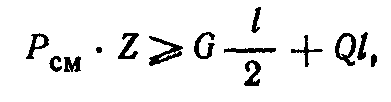 P_см · Z ⩾ G l/2 + Ql,